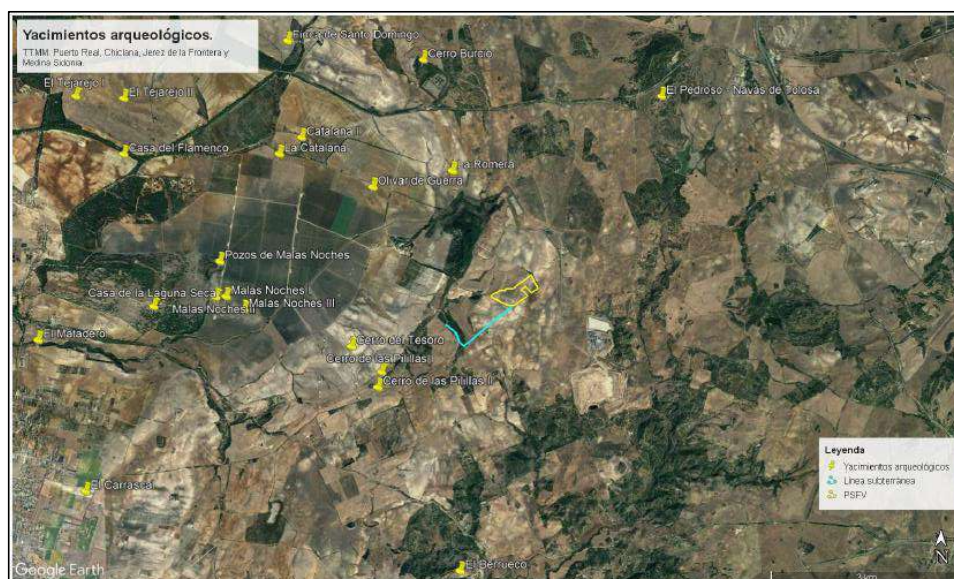 Yacimientos arqueológicos.
TTMM. Puerto Real, Chiclana, Jerez de la Frontera y
Medina Sidonia.
de Santo Domingo
Cerro Burcio
El Tejarejo I
El Tejarejo II
El Pedroso - Navas de Tolosa
Catalana I
La Catalana
Casa del Flamenco
La Romera
Olivar de Guerra
Pozos de Malas Noches
Casa de la Laguna Seca
Malas Noches I
Malas Noches II
Malas Noches III
El Matadero
Cerro del Tesoro
Cerro de las Pilillas I
Cerro de las Pilillas II
El Carrascal
El Berrueco
Leyenda
Yacimientos arqueológicos
Línea subterránea
PSFV
N
Google Earth
3 km